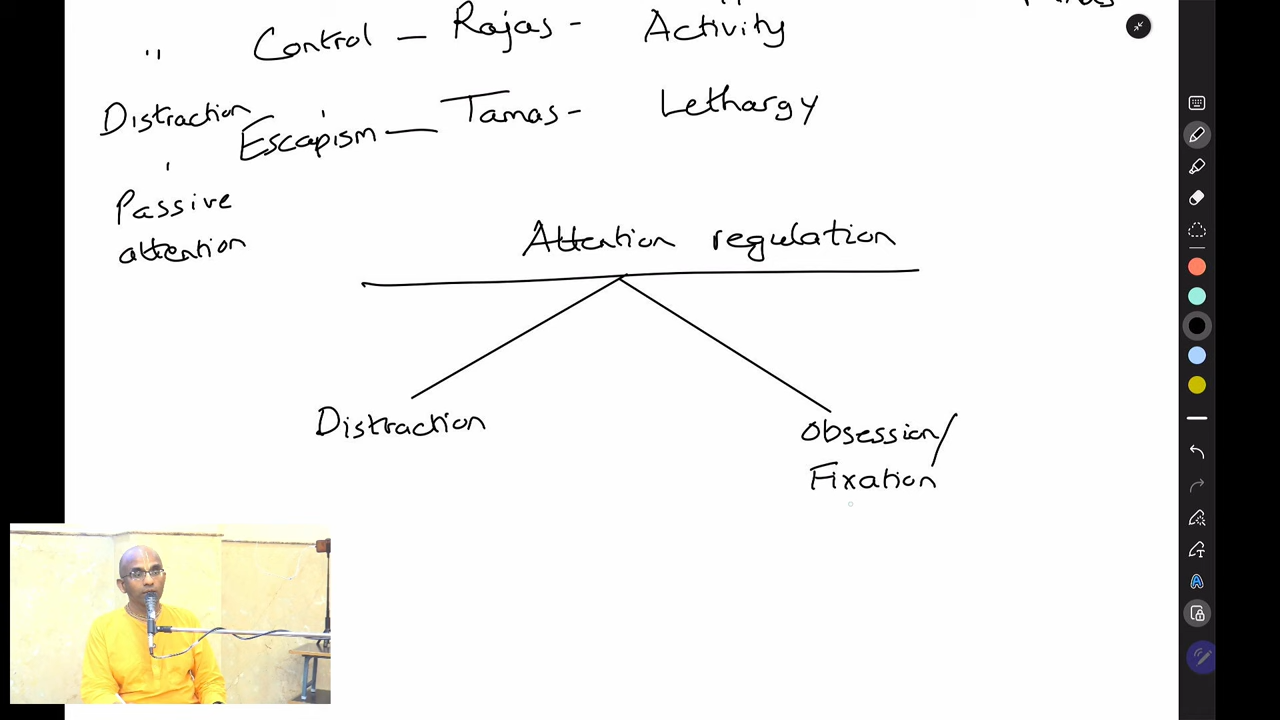 " Control — Rajas - Activity
Distraction
Escapism — Tamas - Lethargy
Passive
attention
Attention regulation
Distraction
Obsession/
Fixation